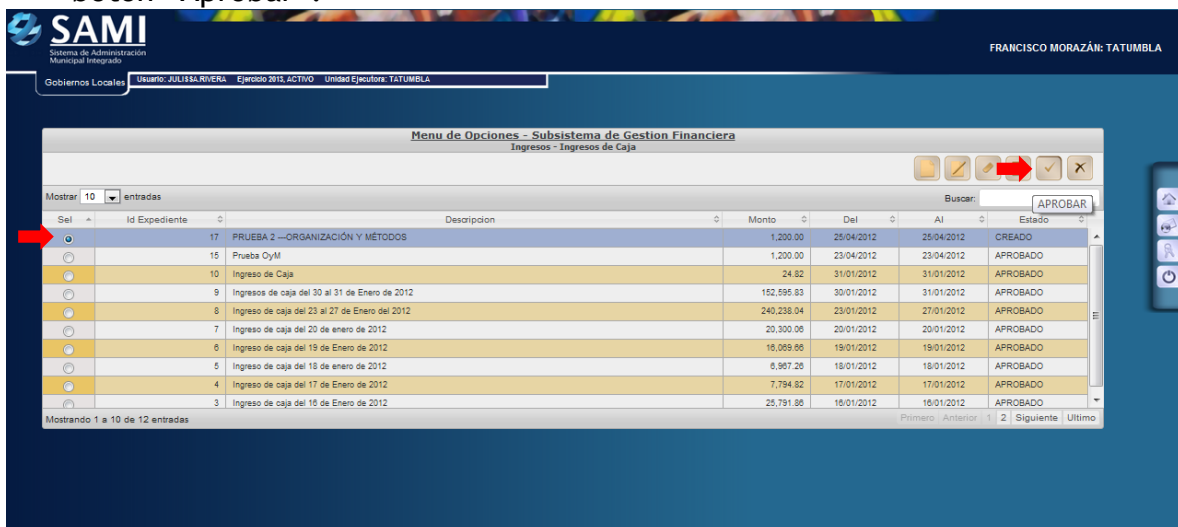 botón "Aprobar".
SAMI
Sistema de Administración
Municipal Integrado
FRANCISCO MORAZÁN: TATUMBLA
Gobiernos Locales
Usuario: JULISSA.RIVERA Ejercicio 2013, ACTIVO Unidad Ejecutora: TATUMBLA
Menu de Opciones - Subsistema de Gestion Financiera
Ingresos - Ingresos de Caja
Mostrar 10 entradas Buscar:
APROBAR
Sel Id Expediente Descripcion Monto Del Al Estado
17 PRUEBA 2 ---ORGANIZACIÓN Y MÉTODOS 1,200.00 25/04/2012 25/04/2012 CREADO
15 Prueba OyM 1,200.00 23/04/2012 23/04/2012 APROBADO
10 Ingreso de Caja 24.82 31/01/2012 31/01/2012 APROBADO
9 Ingresos de caja del 30 al 31 de Enero de 2012 152,595.83 30/01/2012 31/01/2012 APROBADO
8 Ingreso de caja del 23 al 27 de Enero del 2012 240,238.04 23/01/2012 27/01/2012 APROBADO
7 Ingreso de caja del 20 de enero de 2012 20,300.06 20/01/2012 20/01/2012 APROBADO
6 Ingreso de caja del 19 de Enero de 2012 16,069.66 19/01/2012 19/01/2012 APROBADO
5 Ingreso de caja del 18 de enero de 2012 6,967.26 18/01/2012 18/01/2012 APROBADO
4 Ingreso de caja del 17 de Enero de 2012 7,794.82 17/01/2012 17/01/2012 APROBADO
3 Ingreso de caja del 16 de Enero de 2012 25,791.86 16/01/2012 16/01/2012 APROBADO
Mostrando 1 a 10 de 12 entradas Primero Anterior 1 2 Siguiente Ultimo